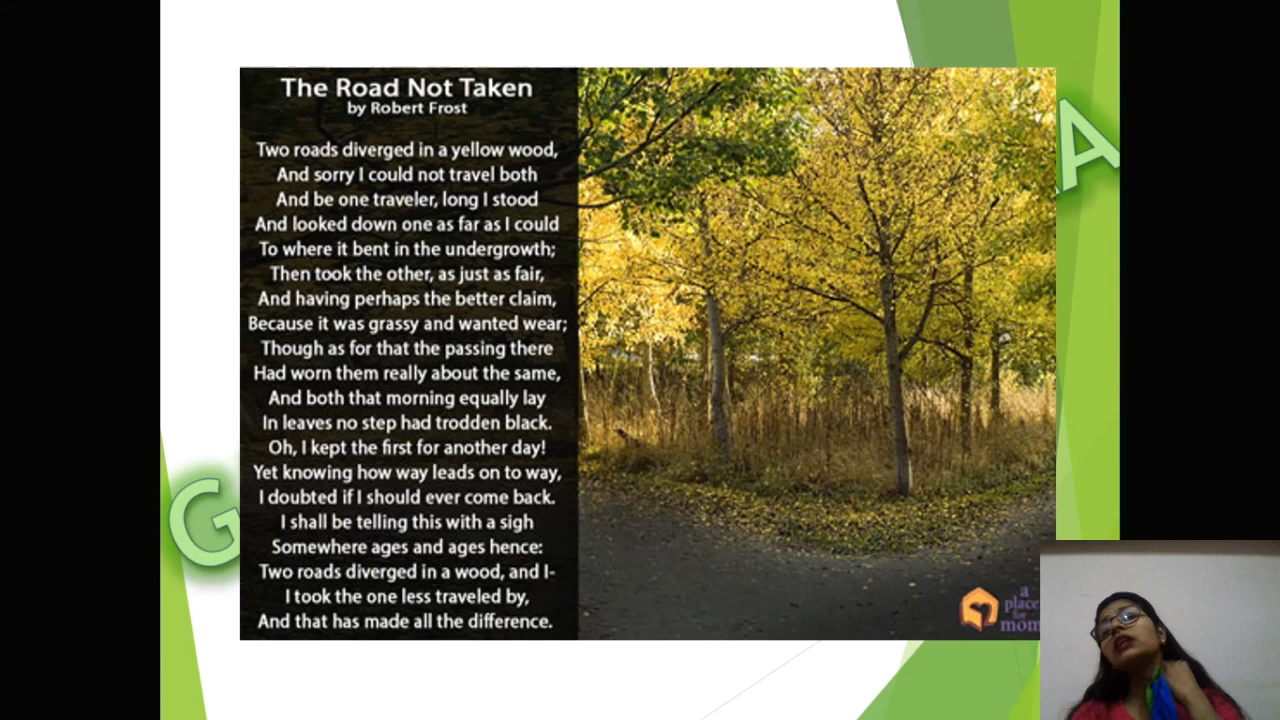 The Road Not Taken
by Robert Frost
Two roads diverged in a yellow wood,
And sorry I could not travel both
And be one traveler, long I stood
And looked down one as far as I could
To where it bent in the undergrowth;
Then took the other, as just as fair,
And having perhaps the better claim,
Because it was grassy and wanted wear;
Though as for that the passing there
Had worn them really about the same,
And both that morning equally lay
In leaves no step had trodden black.
Oh, I kept the first for another day!
Yet knowing how way leads on to way,
I doubted if I should ever come back.
I shall be telling this with a sigh
Somewhere ages and ages hence:
Two roads diverged in a wood, and I-
I took the one less traveled by,
And that has made all the difference.
G
A
a
place
for
mom